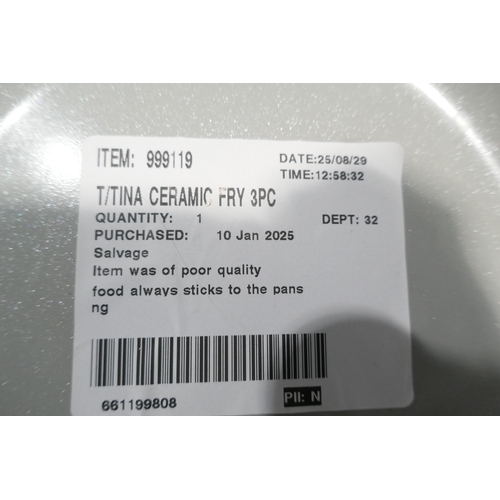 ITEM: 999119 DATE:25/08/29
TIME:12:58:32
T/TINA CERAMIC FRY 3PC
QUANTITY: 1 DEPT: 32
PURCHASED: 10 Jan 2025
Salvage
Item was of poor quality
food always sticks to the pans
ng
661199808 PII: N